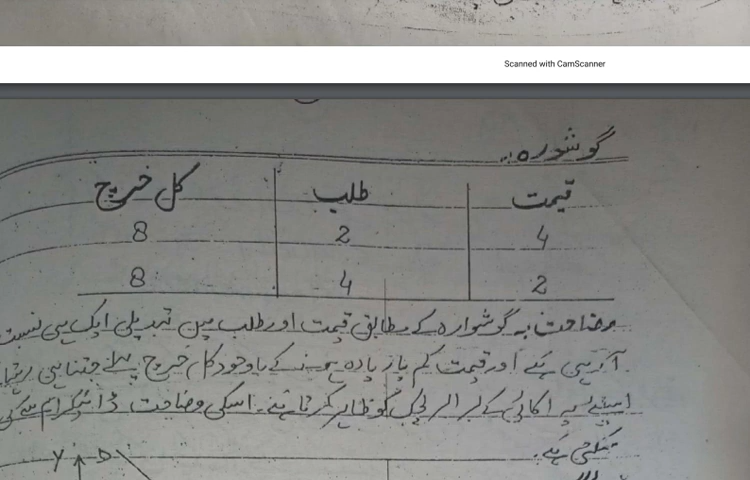 Scanned with CamScanner
گوشورہ:۔
قیمت طلب کل خرچ
4 2 8
2 4 8
وضاحت: گوشوارہ کے مطابق قیمت اور طلب میں تبدیلی ایک ہی نسبت
آ رہی ہے اور قیمت کم یا زیادہ ہونے کے باوجود کل خرچ پہلے جتنا ہی رہتا
اسلئے یہ اکائی کے برابر لچک کو ظاہر کرتا ہے۔ اسکی وضاحت ڈائیگرام سے کی
سکتی ہے۔
Y D